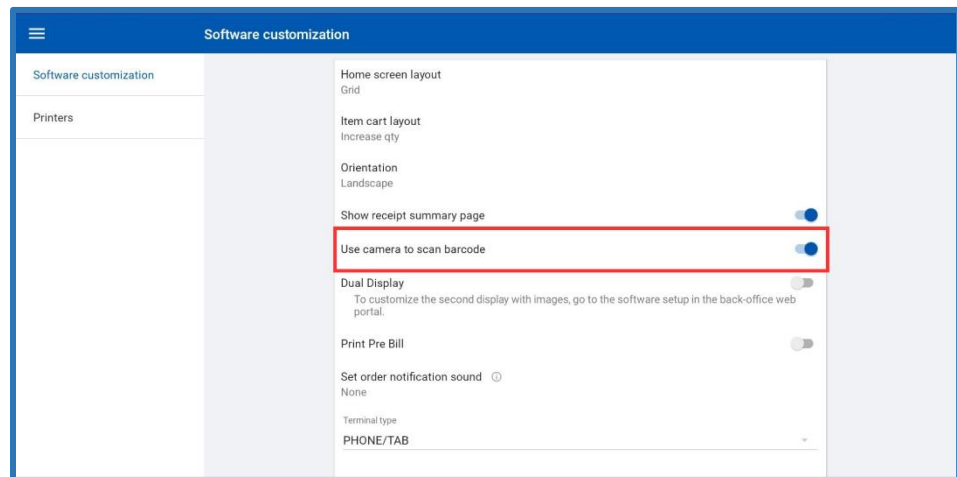 Software customization
Software customization
Printers
Home screen layout
Grid
Item cart layout
Increase qty
Orientation
Landscape
Show receipt summary page
Use camera to scan barcode
Dual Display
To customize the second display with images, go to the software setup in the back-office web
portal.
Print Pre Bill
Set order notification sound
None
Terminal type
PHONE/TAB